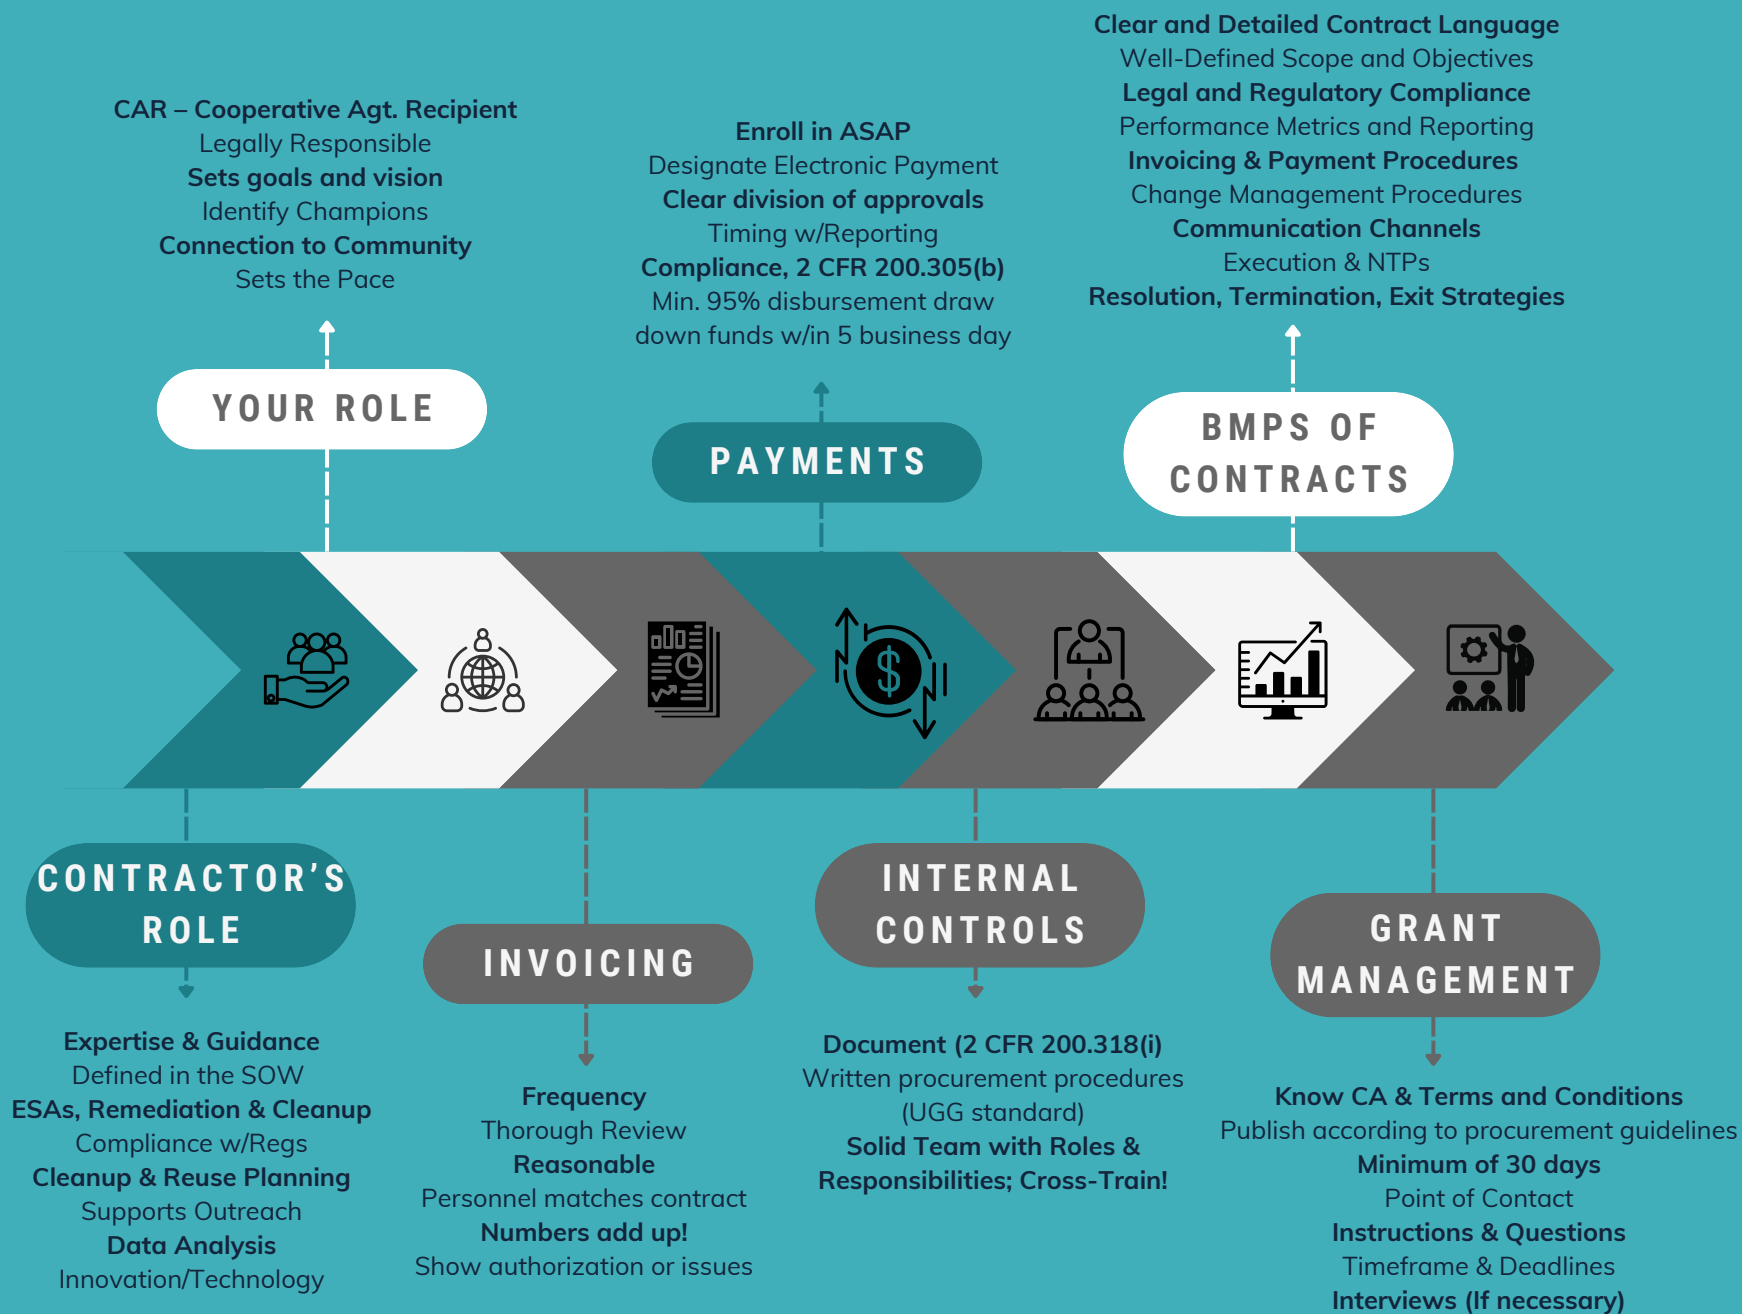 CAR – Cooperative Agt. Recipient
Legally Responsible
Sets goals and vision
Identify Champions
Connection to Community
Sets the Pace
YOUR ROLE
Enroll in ASAP
Designate Electronic Payment
Clear division of approvals
Timing w/Reporting
Compliance, 2 CFR 200.305(b)
Min. 95% disbursement draw
down funds w/in 5 business day
PAYMENTS
Clear and Detailed Contract Language
Well-Defined Scope and Objectives
Legal and Regulatory Compliance
Performance Metrics and Reporting
Invoicing & Payment Procedures
Change Management Procedures
Communication Channels
Execution & NTPs
Resolution, Termination, Exit Strategies
BMPS OF
CONTRACTS
$
CONTRACTOR’S
ROLE
Expertise & Guidance
Defined in the SOW
ESAs, Remediation & Cleanup
Compliance w/Regs
Cleanup & Reuse Planning
Supports Outreach
Data Analysis
Innovation/Technology
INVOICING
Frequency
Thorough Review
Reasonable
Personnel matches contract
Numbers add up!
Show authorization or issues
INTERNAL
CONTROLS
Document (2 CFR 200.318(i)
Written procurement procedures
(UGG standard)
Solid Team with Roles &
Responsibilities; Cross-Train!
GRANT
MANAGEMENT
Know CA & Terms and Conditions
Publish according to procurement guidelines
Minimum of 30 days
Point of Contact
Instructions & Questions
Timeframe & Deadlines
Interviews (If necessary)